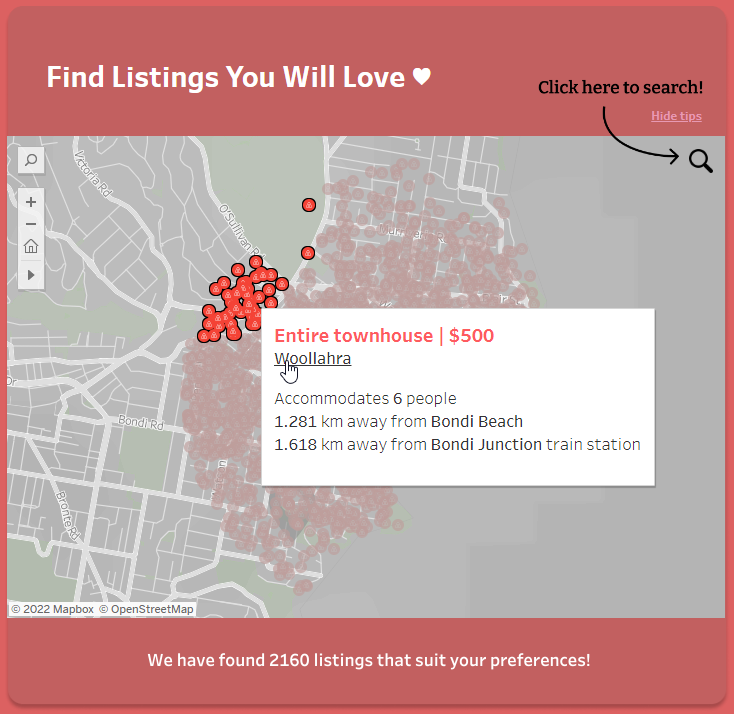 Find Listings You Will Love ♥
Click here to search!
Hide tips
Victoria Rd
O'Sullivan Rd
Accommodates 6 people
Entire townhouse | $500
Woollahra
1.281 km away from Bondi Beach
1.618 km away from Bondi Junction train station
Dr
Bondi Rd
Bronte Rd
© 2022 Mapbox © OpenStreetMap
We have found 2160 listings that suit your preferences!